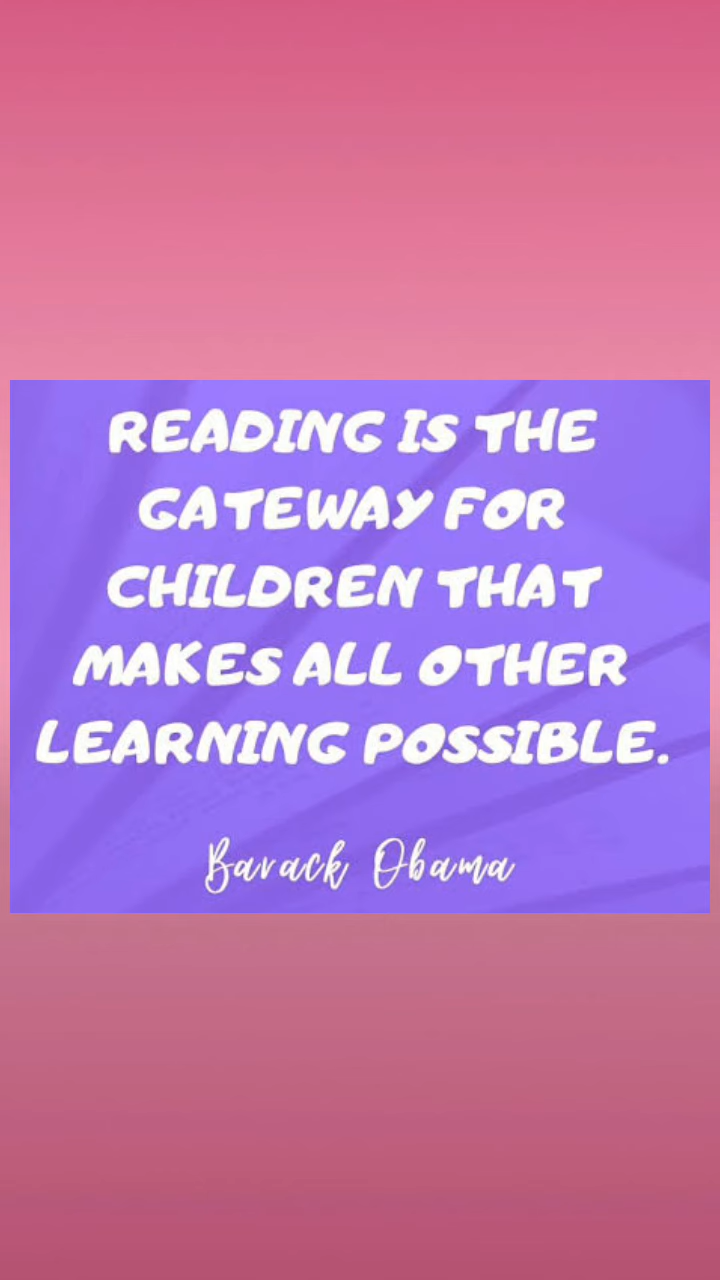 READING IS THE
GATEWAY FOR
CHILDREN THAT
MAKES ALL OTHER
LEARNING POSSIBLE.
Barack Obama